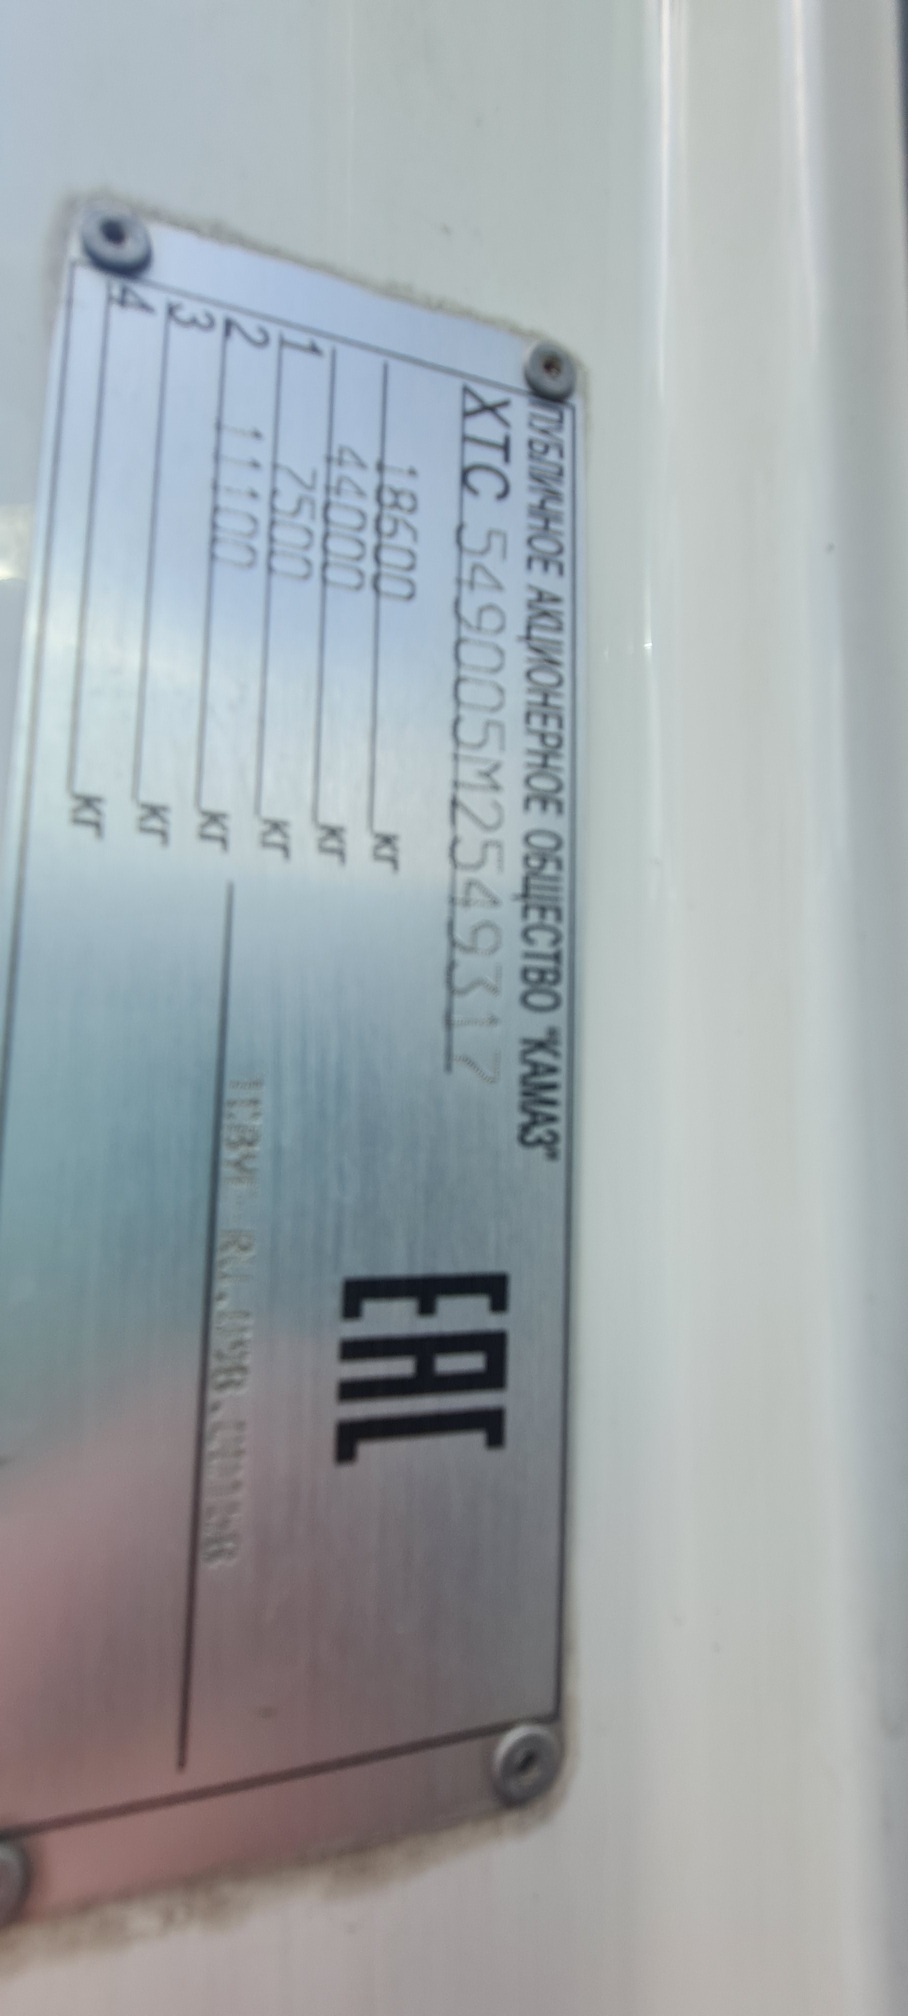 ПУБЛИЧНОЕ АКЦИОНЕРНОЕ ОБЩЕСТВО "КАМАЗ"
XTC 549005M2549317
18600 кг
44000 кг
1 7500 кг
2 11100 кг
3 кг
4 кг
EAC